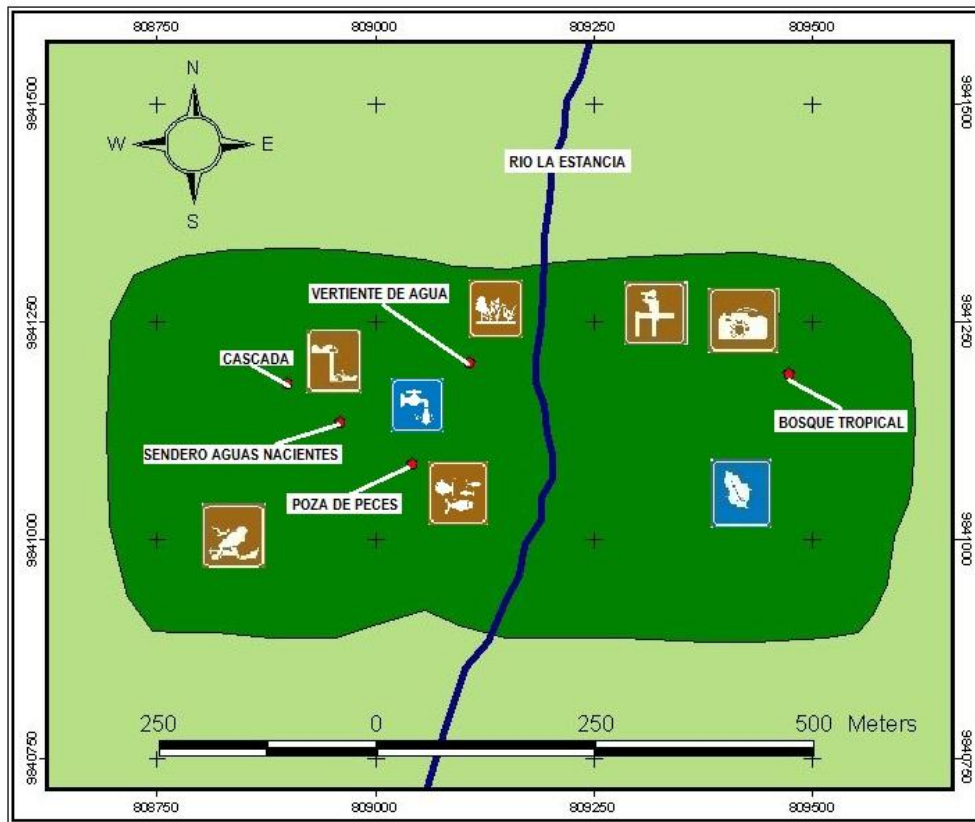 808750 809000 809250 809500
9841500 9841500
N
W E
S
RIO LA ESTANCIA
VERTIENTE DE AGUA
9841250 9841250
CASCADA
BOSQUE TROPICAL
SENDERO AGUAS NACIENTES
POZA DE PECES
9841000 9841000
250 0 250 500 Meters
9840750 9840750
808750 809000 809250 809500